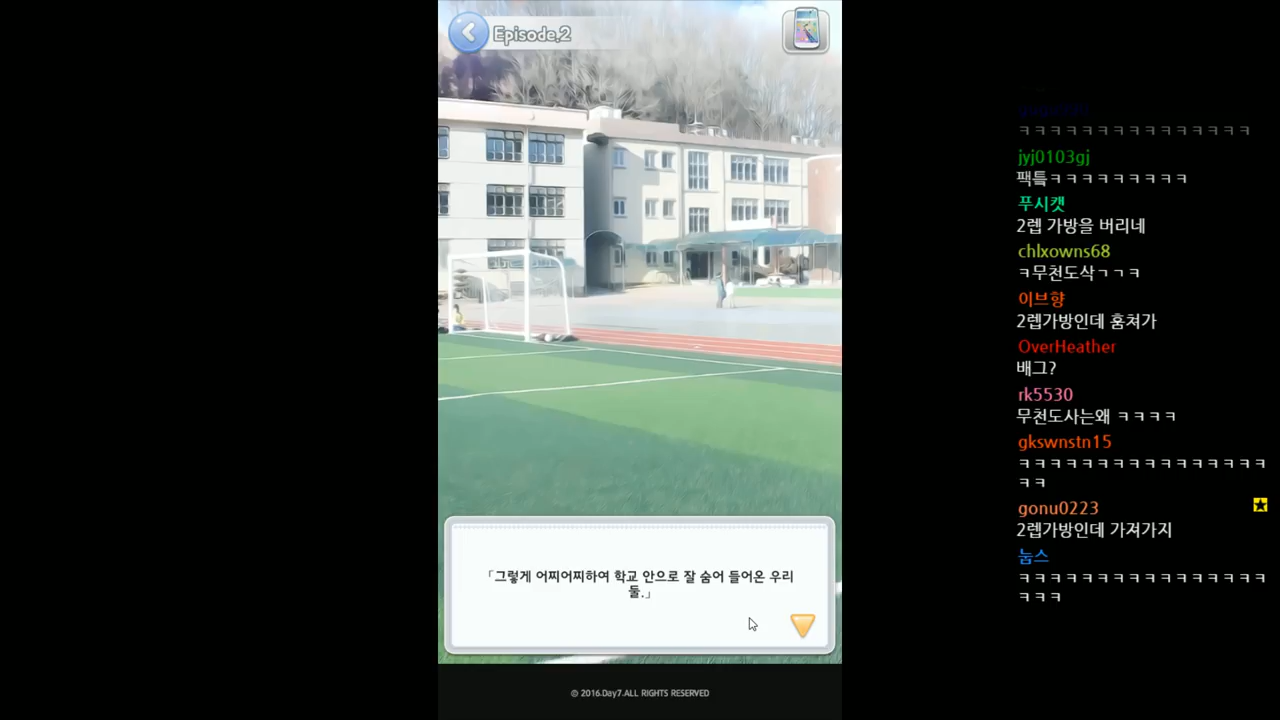 Episode.2
「그렇게 어찌어찌하여 학교 안으로 잘 숨어 들어온 우리
둘.」
© 2016.Day7.ALL RIGHTS RESERVED
ㅋㅋㅋㅋㅋㅋㅋㅋㅋㅋㅋㅋㅋㅋㅋ
jyj0103gj
팩틐ㅋㅋㅋㅋㅋㅋㅋㅋㅋ
푸시캣
2렙 가방을 버리네
chlxowns68
ㅋ무천도삭ㄱㄱㅋ
이브향
2렙가방인데 훔쳐가
OverHeather
배그?
rk5530
무천도사는왜 ㅋㅋㅋㅋ
gkswnstn15
ㅋㅋㅋㅋㅋㅋㅋㅋㅋㅋㅋㅋㅋㅋㅋㅋ
ㅋㅋ
gonu0223
2렙가방인데 가져가지
눕스
ㅋㅋㅋㅋㅋㅋㅋㅋㅋㅋㅋㅋㅋㅋㅋㅋ
ㅋㅋㅋ